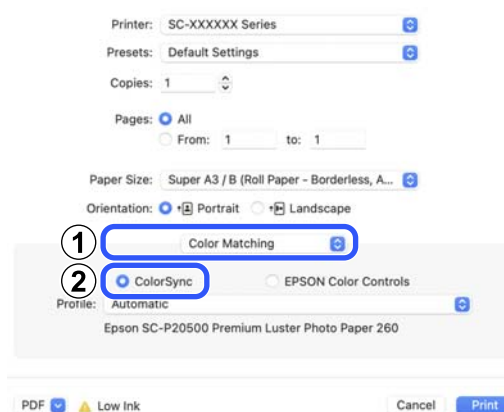 Printer: SC-XXXXXX Series
Presets: Default Settings
Copies: 1
Pages: All
From: 1 to: 1
Paper Size: Super A3 / B (Roll Paper - Borderless, A...
Orientation: Portrait Landscape
1 Color Matching
2 ColorSync EPSON Color Controls
Profile: Automatic
Epson SC-P20500 Premium Luster Photo Paper 260
PDF Low Ink Cancel Print